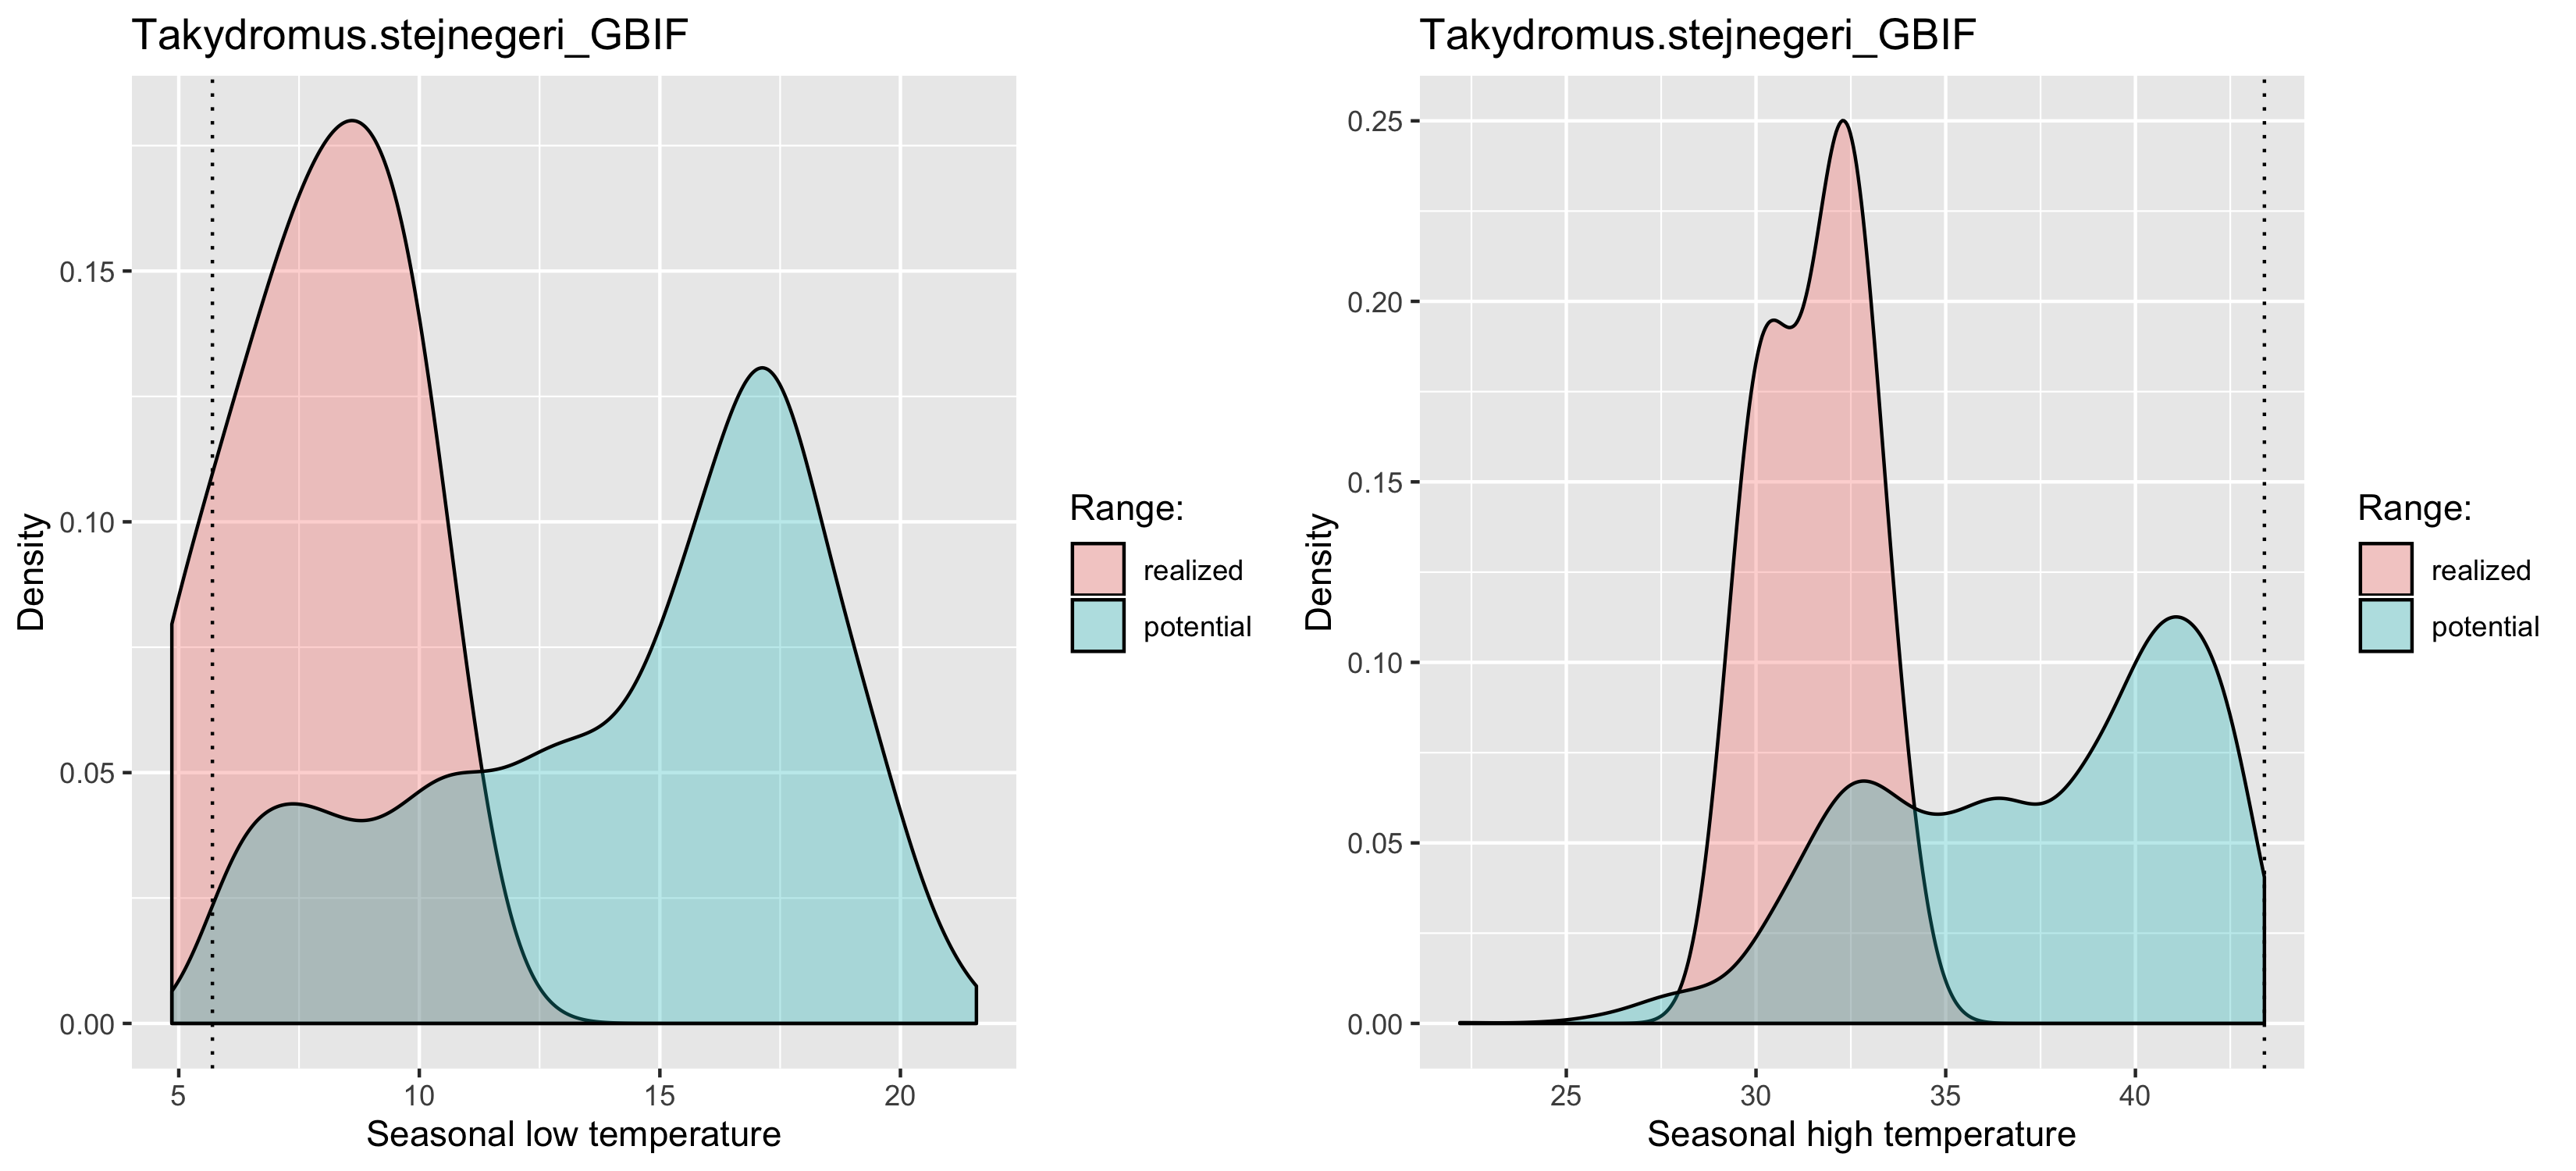 Takydromus.stejnegeri_GBIF
Density
0.15
0.10
0.05
0.00
5
10
15
20
Seasonal low temperature
Range:
realized
potential
Takydromus.stejnegeri_GBIF
Density
0.25
0.20
0.15
0.10
0.05
0.00
25
30
35
40
Seasonal high temperature
Range:
realized
potential